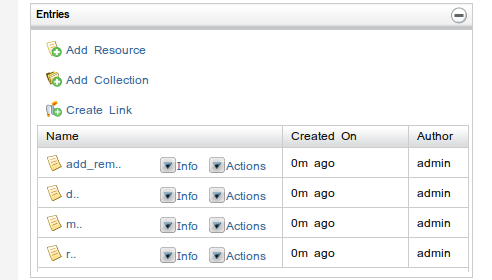 Entries
Add Resource
Add Collection
Create Link
Name Created On Author
add_rem.. Info Actions 0m ago admin
d.. Info Actions 0m ago admin
m.. Info Actions 0m ago admin
r.. Info Actions 0m ago admin